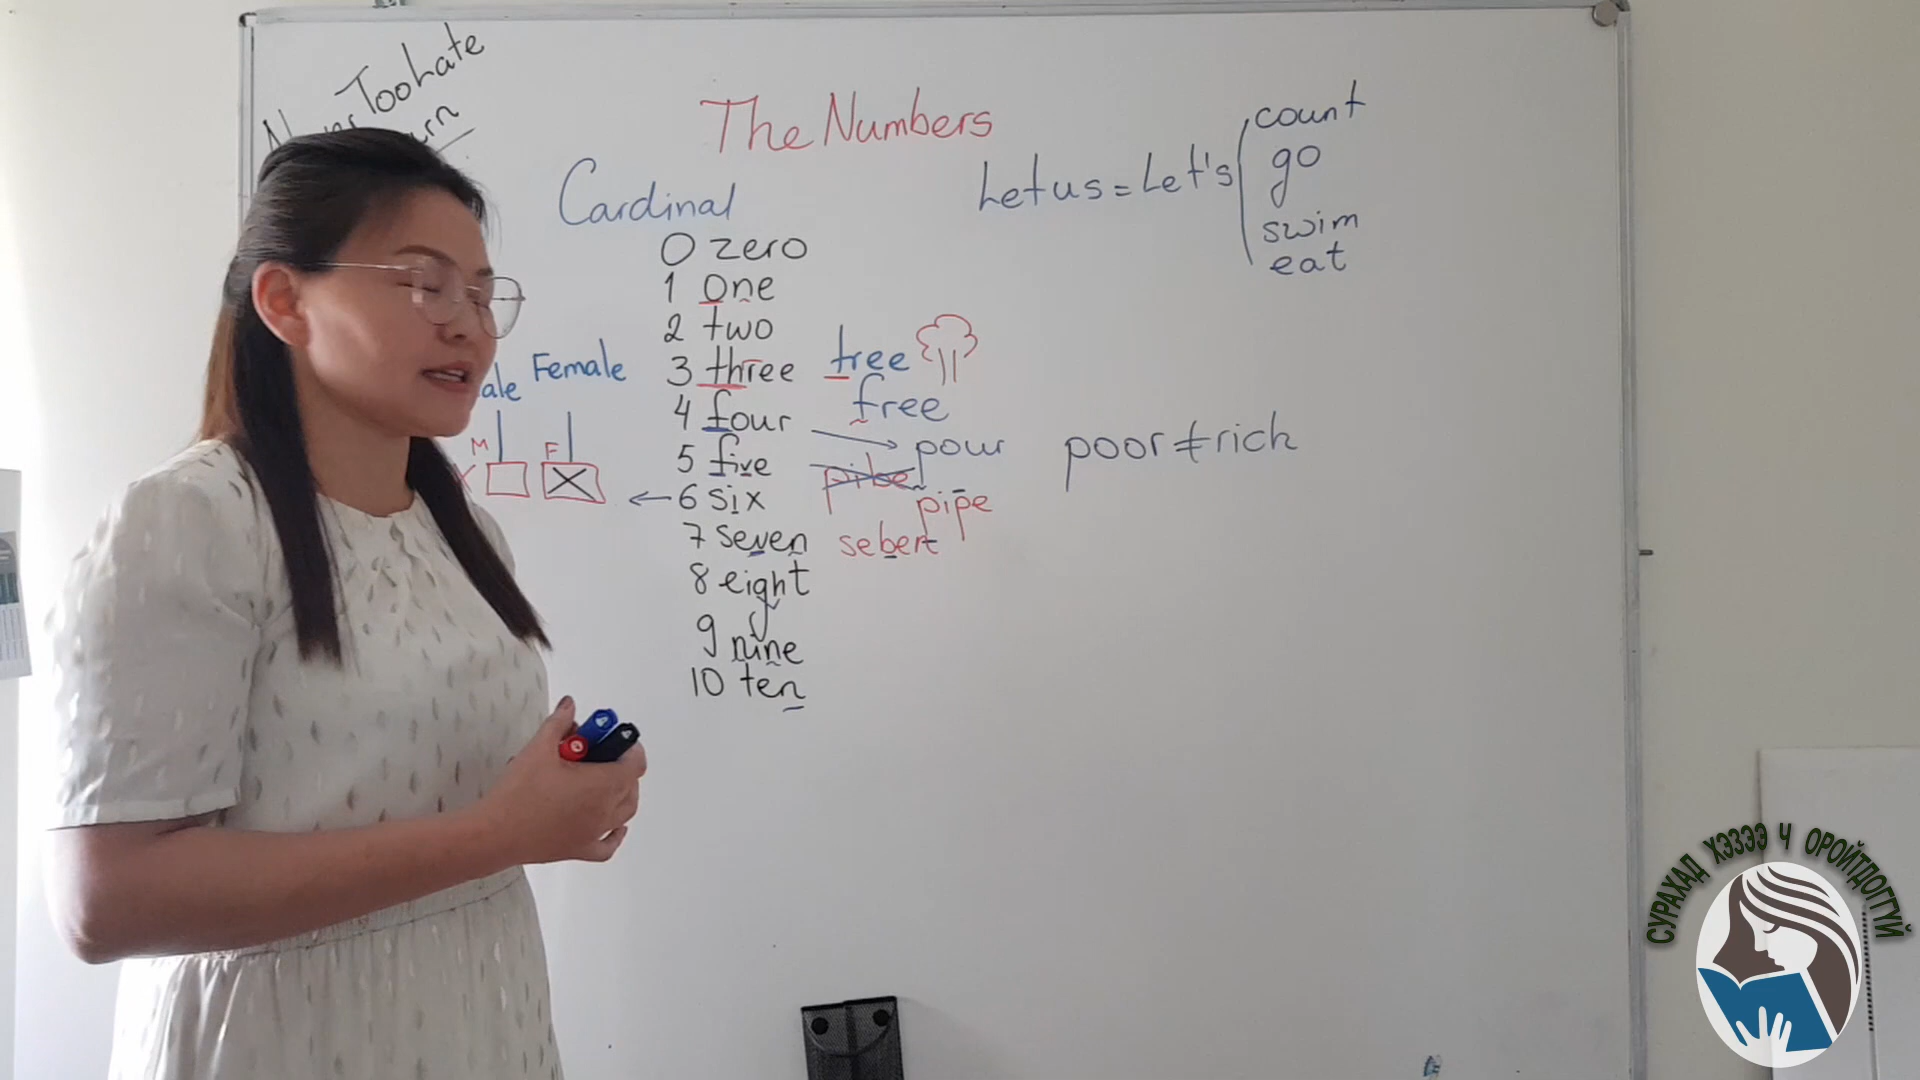 Too Late
The Numbers
Cardinal
Let us = Let's
count
go
swim
eat
0 zero
1 one
2 two
3 three tree
free
4 four pour poor ≠ rich
5 five pibe
pipe
6 six
7 seven seben
8 eight
9 nine
10 ten
Female
M F
СУРАХАД ХЭЗЭЭ Ч ОРОЙТДОГГҮЙ